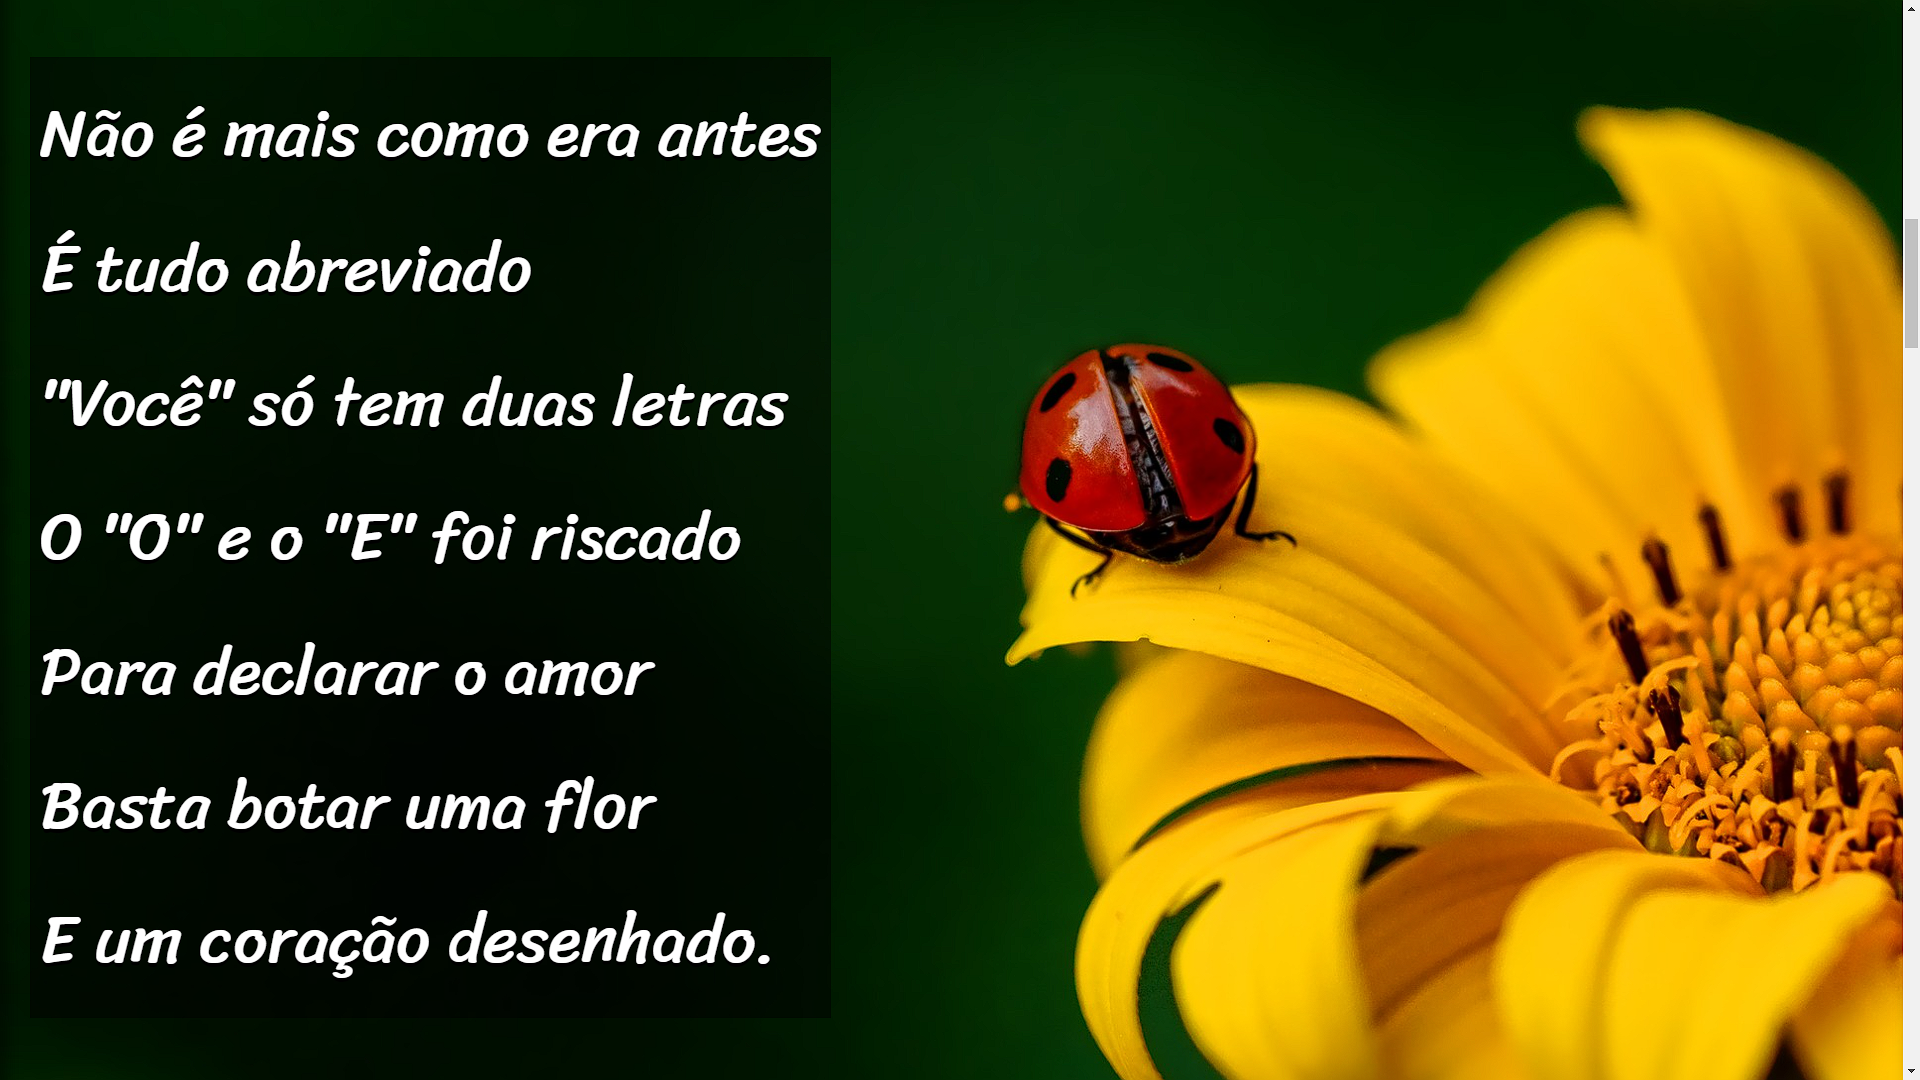 Não é mais como era antes
É tudo abreviado
"Você" só tem duas letras
O "O" e o "E" foi riscado
Para declarar o amor
Basta botar uma flor
E um coração desenhado.